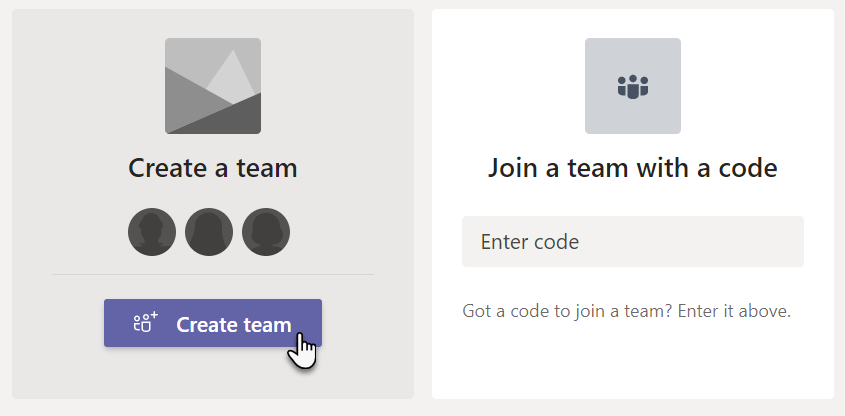 Create a team
Create team
Join a team with a code
Enter code
Got a code to join a team? Enter it above.